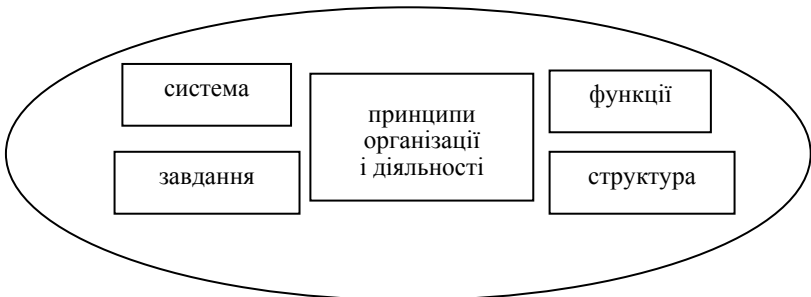 система
завдання
принципи
організації
і діяльності
функції
структура